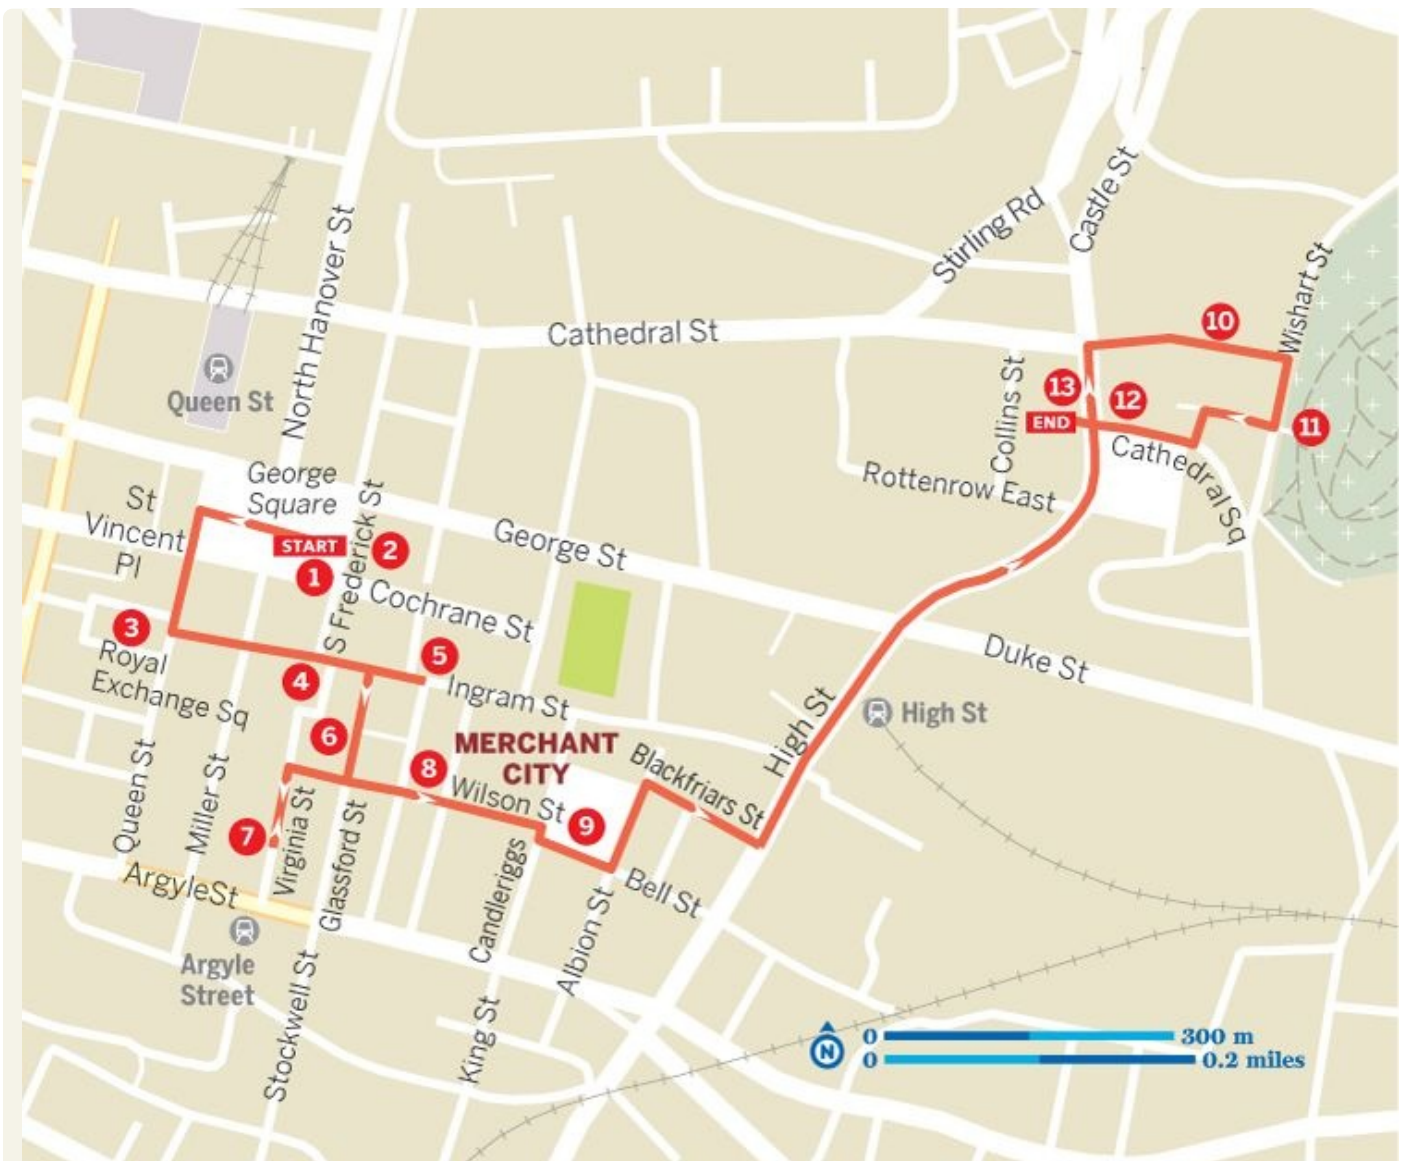 Stirling Rd
Castle St
Wishart St
North Hanover St
Cathedral St
10
Queen St
Collins St
13
12
END
11
Cathedral Sq
Rottenrow East
George
Square
St
Vincent
Pl
START
1
2
S Frederick St
George St
Cochrane St
3
Royal
Exchange Sq
4
5
Ingram St
Duke St
High St
High St
6
MERCHANT
CITY
8
Wilson St
9
Blackfriars St
Queen St
Miller St
7
Virginia St
Glassford St
ArgyleSt
Candleriggs
Albion St
Bell St
Argyle
Street
Stockwell St
King St
N
0
300 m
0
0.2 miles